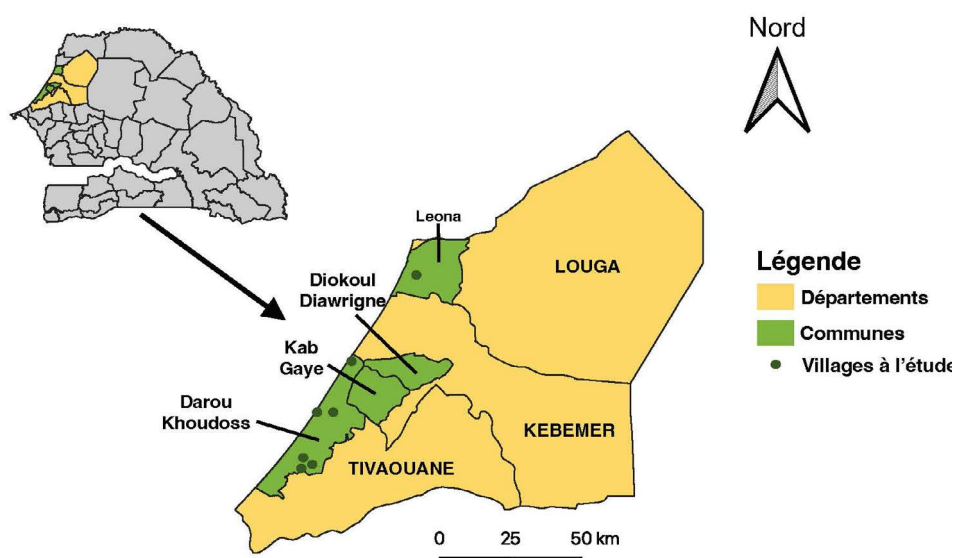 Nord
Leona
LOUGA
Diokoul
Diawrigne
Légende
Départements
Communes
Villages à l'étude
Kab
Gaye
Darou
Khoudoss
KEBEMER
TIVAOUANE
0 25 50 km